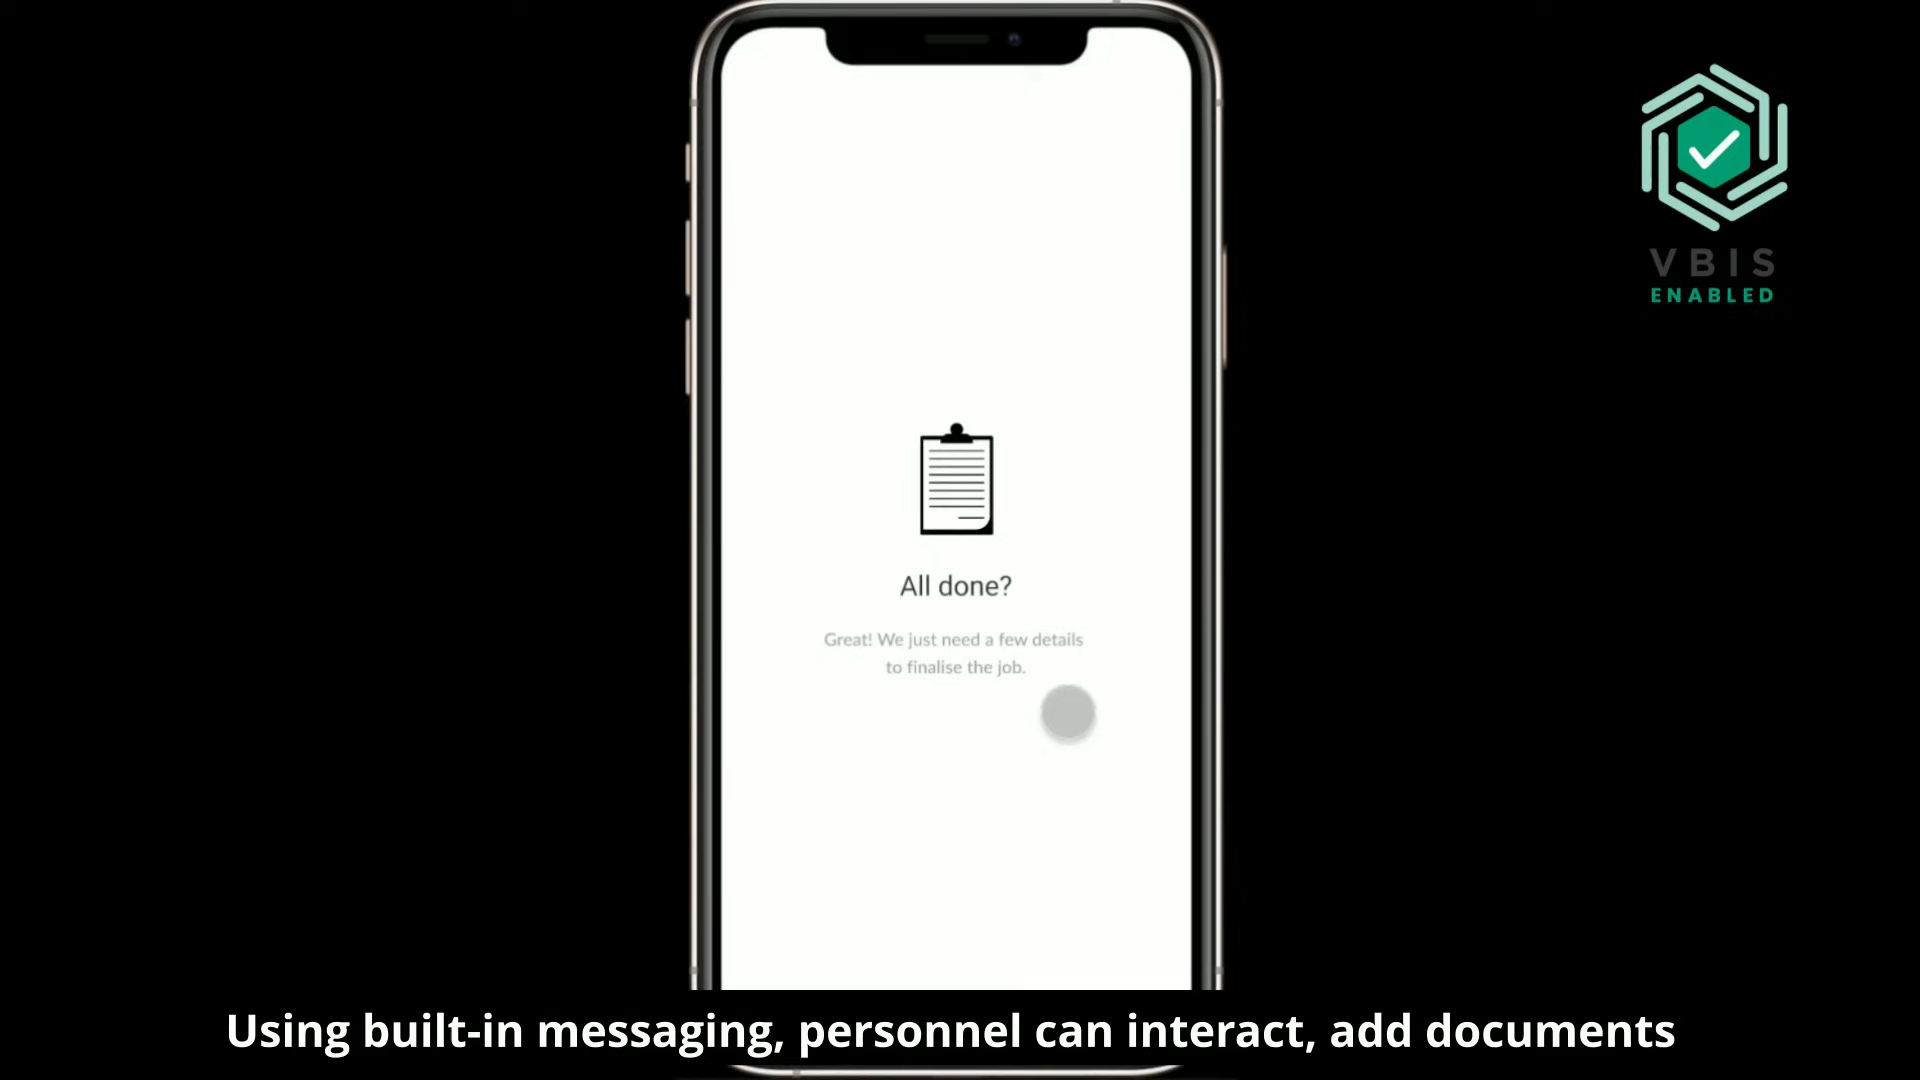 VBIS
ENABLED
All done?
Great! We just need a few details
to finalise the job.
Using built-in messaging, personnel can interact, add documents